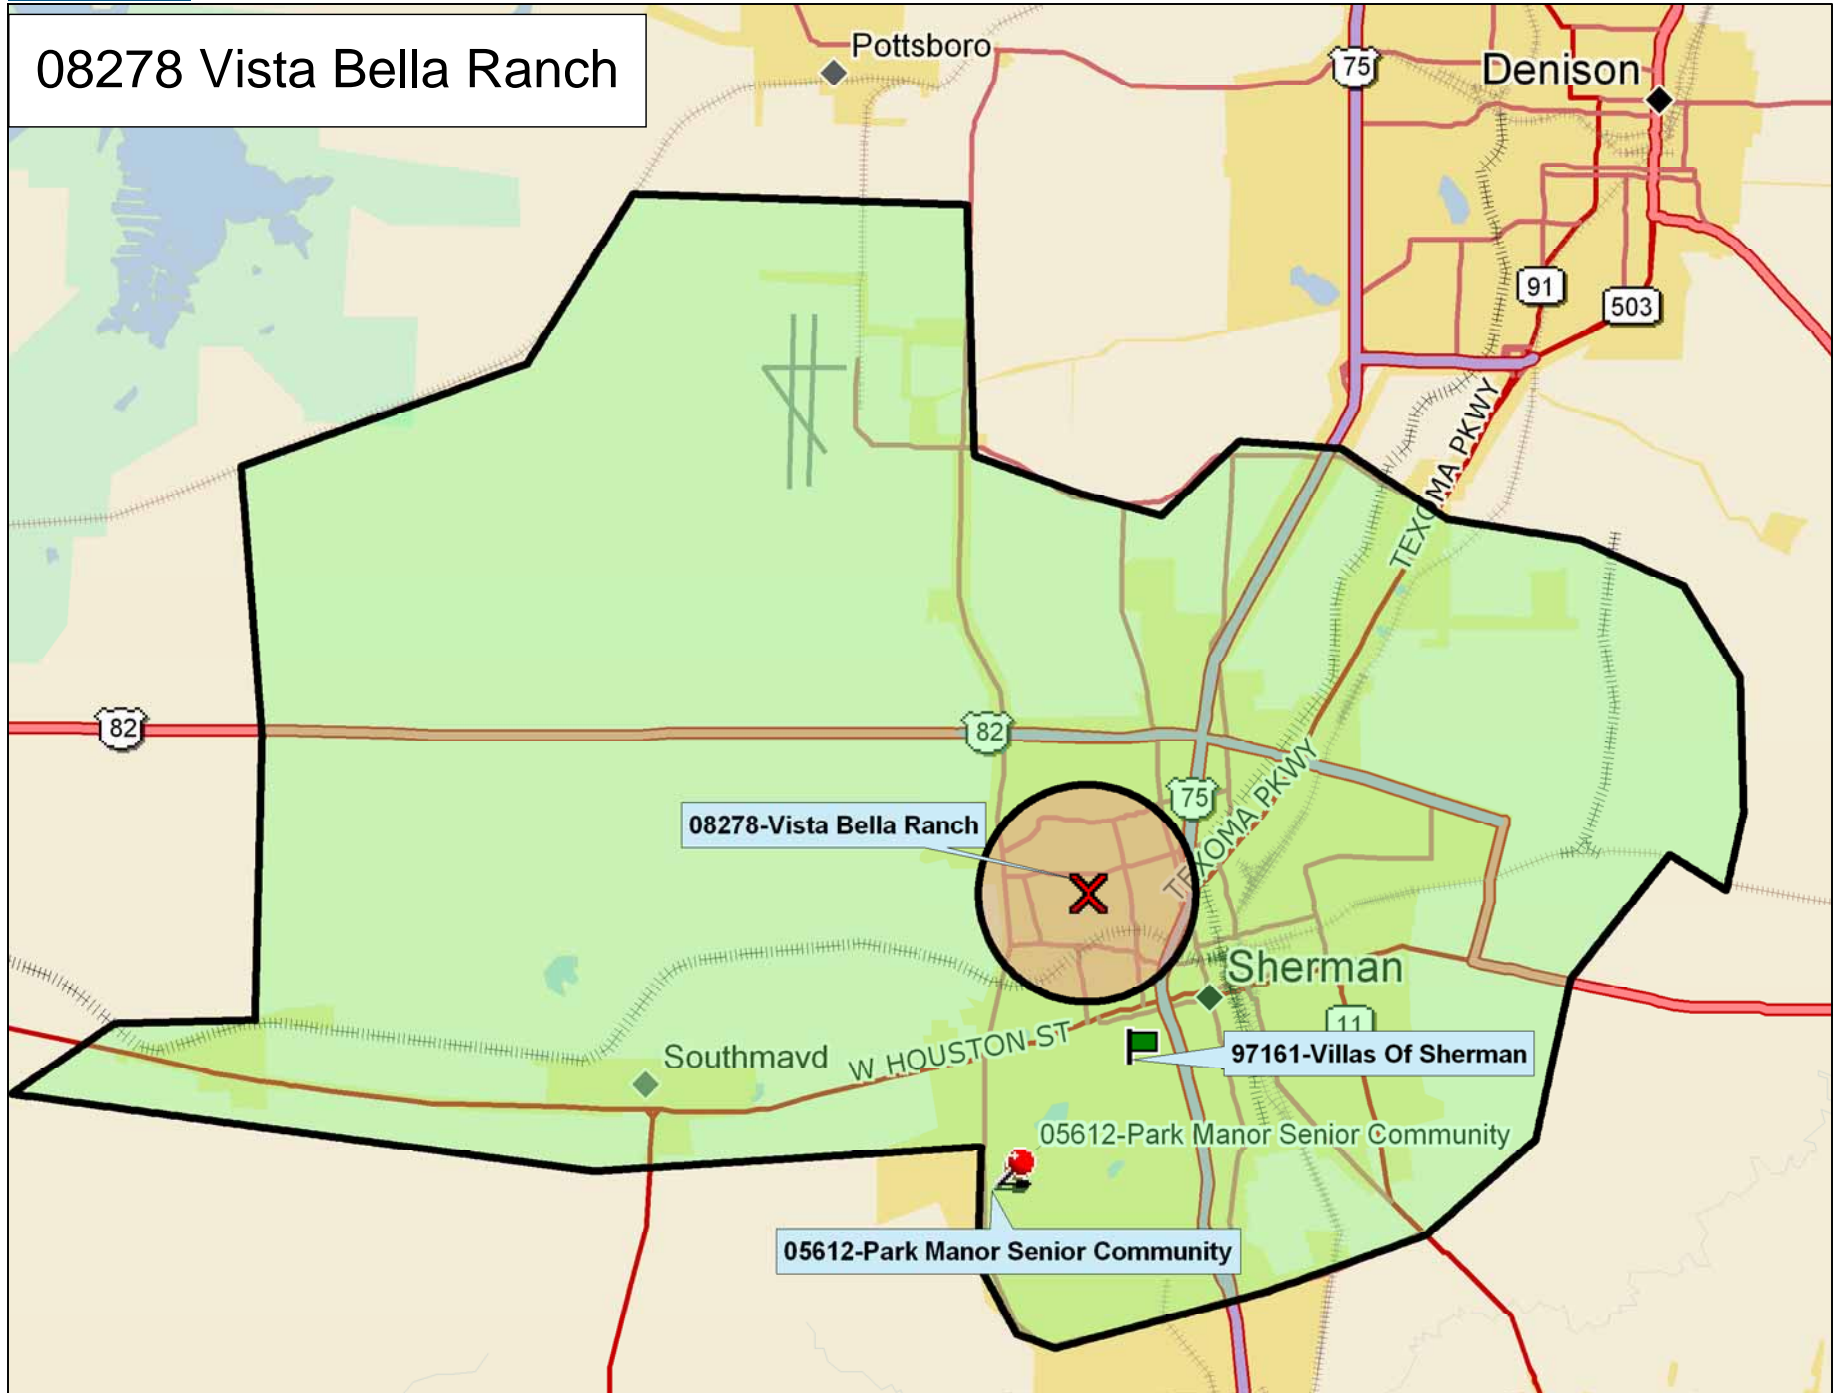 08278 Vista Bella Ranch
Pottsboro
75
Denison
91
503
TEXOMA PKWY
82
82
75
TEXOMA PKWY
08278-Vista Bella Ranch
Sherman
11
W HOUSTON ST
97161-Villas Of Sherman
Southmavd
05612-Park Manor Senior Community
05612-Park Manor Senior Community